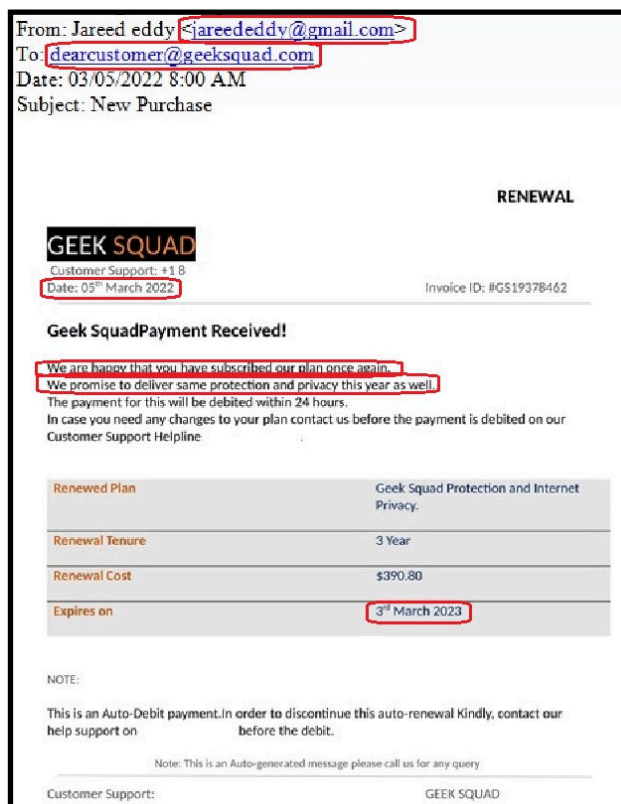 From: Jareed eddy <jareededdy@gmail.com>
To: dearcustomer@geeksquad.com
Date: 03/05/2022 8:00 AM
Subject: New Purchase
RENEWAL
GEEK SQUAD
Customer Support: +1 8
Date: 05th March 2022
Invoice ID: #GS19378462
Geek SquadPayment Received!
We are happy that you have subscribed our plan once again.
We promise to deliver same protection and privacy this year as well.
The payment for this will be debited within 24 hours.
In case you need any changes to your plan contact us before the payment is debited on our
Customer Support Helpline .
Renewed Plan Geek Squad Protection and Internet
Privacy.
Renewal Tenure 3 Year
Renewal Cost $390.80
Expires on 3rd March 2023
NOTE:
This is an Auto-Debit payment.In order to discontinue this auto-renewal Kindly, contact our
help support on before the debit.
Note: This is an Auto-generated message please call us for any query
Customer Support: GEEK SQUAD